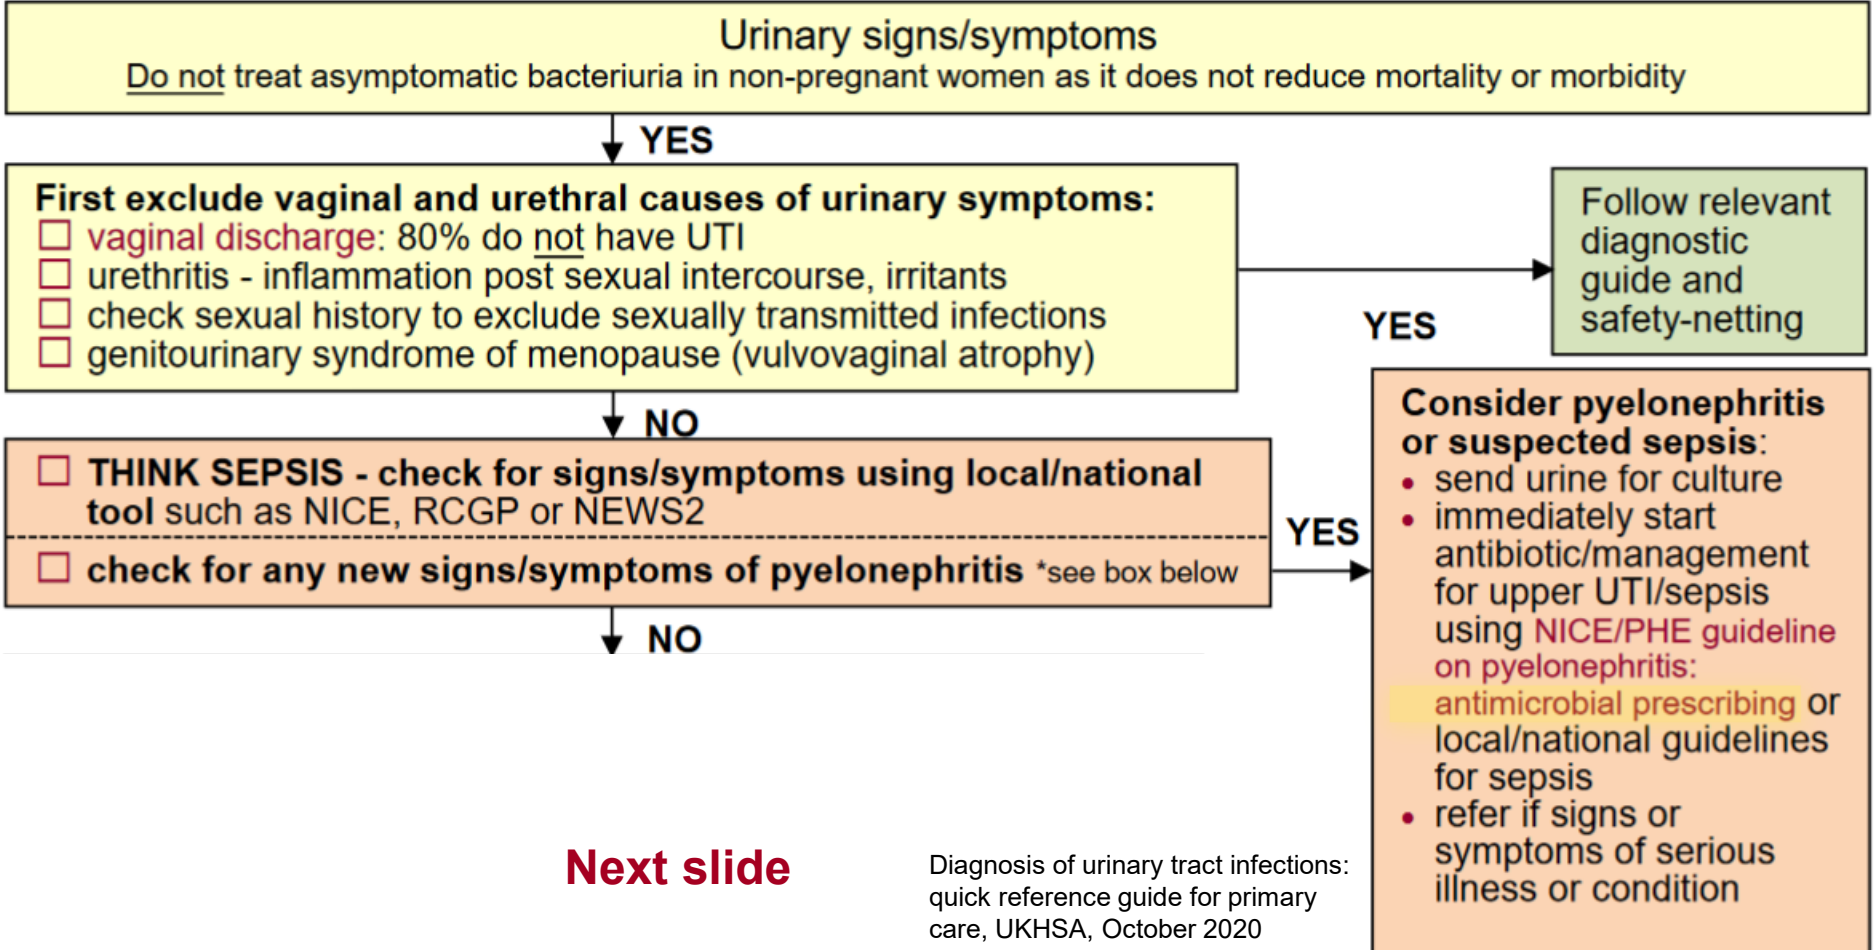 Urinary signs/symptoms
Do not treat asymptomatic bacteriuria in non-pregnant women as it does not reduce mortality or morbidity
YES
First exclude vaginal and urethral causes of urinary symptoms:
☐ vaginal discharge: 80% do not have UTI
☐ urethritis - inflammation post sexual intercourse, irritants
☐ check sexual history to exclude sexually transmitted infections
☐ genitourinary syndrome of menopause (vulvovaginal atrophy)
YES
Follow relevant
diagnostic
guide and
safety-netting
NO
☐ THINK SEPSIS - check for signs/symptoms using local/national
tool such as NICE, RCGP or NEWS2
☐ check for any new signs/symptoms of pyelonephritis *see box below
YES
Consider pyelonephritis
or suspected sepsis:
• send urine for culture
• immediately start
antibiotic/management
for upper UTI/sepsis
using NICE/PHE guideline
on pyelonephritis:
antimicrobial prescribing or
local/national guidelines
for sepsis
• refer if signs or
symptoms of serious
illness or condition
NO
Next slide
Diagnosis of urinary tract infections:
quick reference guide for primary
care, UKHSA, October 2020